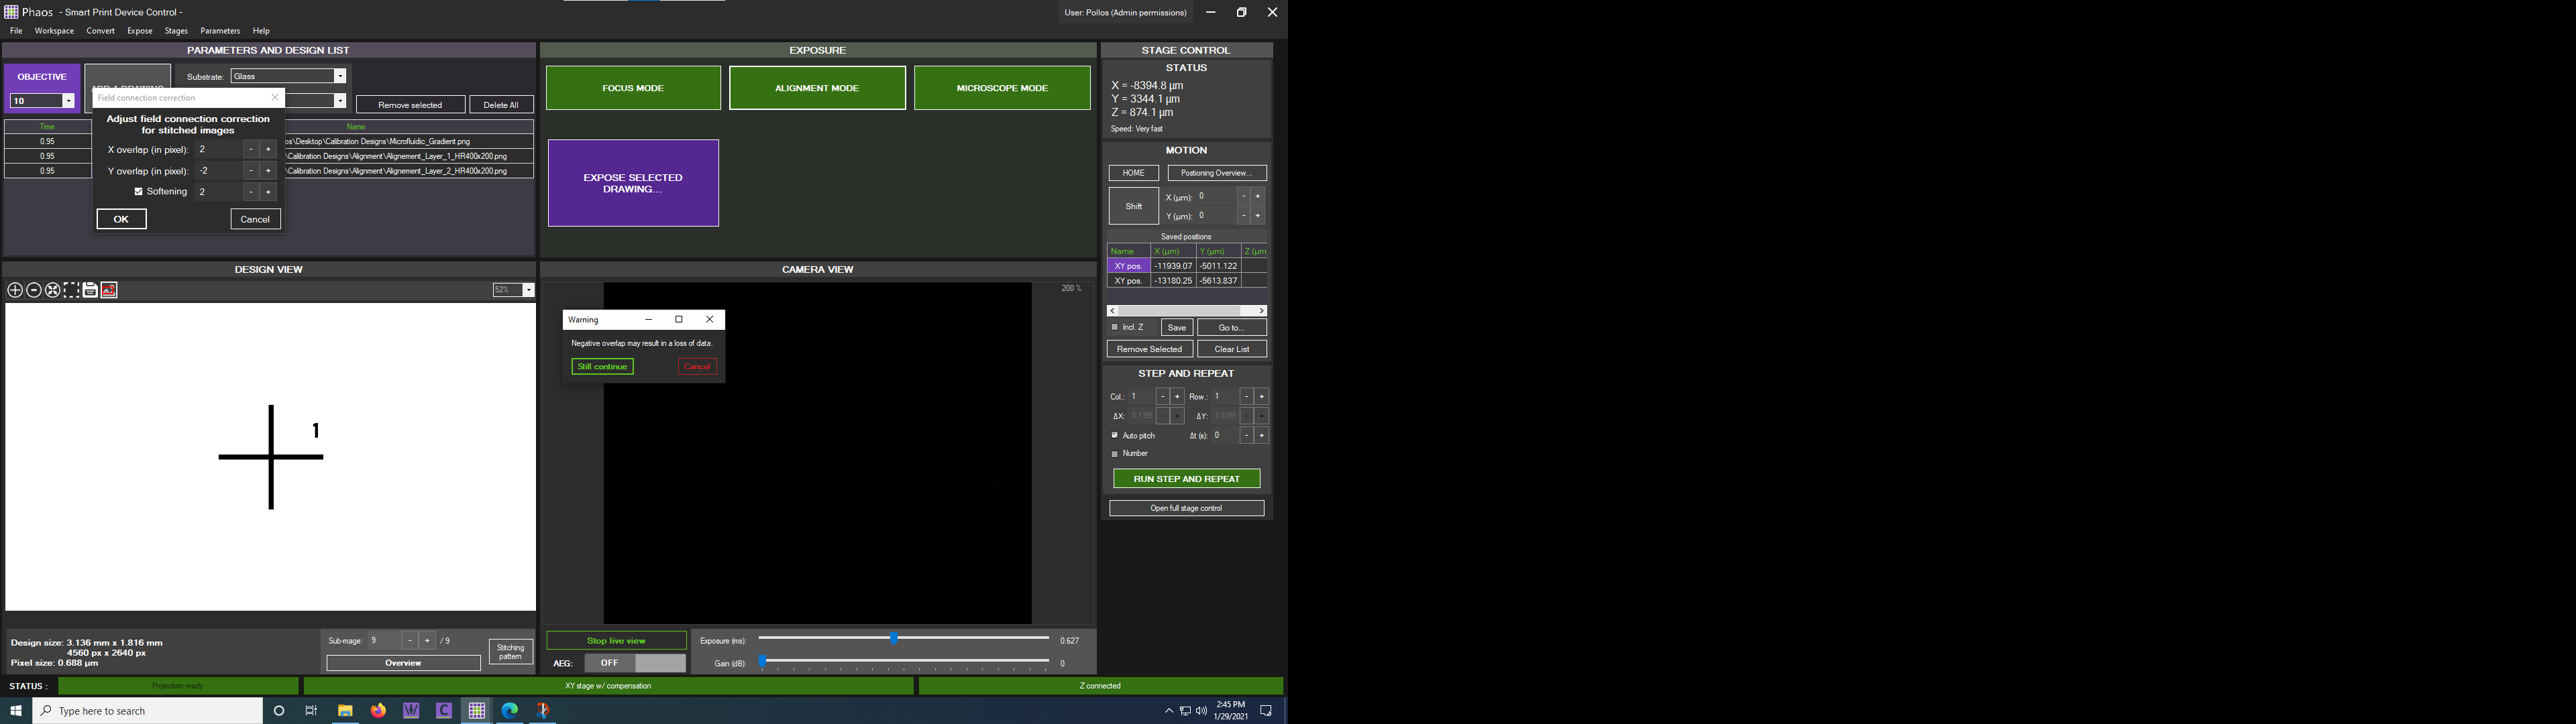 Phaos - Smart Print Device Control -
User: Pollos (Admin permissions)
File Workspace Convert Expose Stages Parameters Help
PARAMETERS AND DESIGN LIST
OBJECTIVE
10
Substrate: Glass
Remove selected
Delete All
Time
Name
0.95
ps\Desktop\Calibration Designs\Microfluidic_Gradient.png
0.95
\Calibration Designs\Alignment\Alignement_Layer_1_HR400x200.png
0.95
\Calibration Designs\Alignment\Alignement_Layer_2_HR400x200.png
Field connection correction
Adjust field connection correction
for stitched images
X overlap (in pixel): 2 - +
Y overlap (in pixel): -2 - +
Softening 2 - +
OK
Cancel
EXPOSURE
FOCUS MODE
ALIGNMENT MODE
MICROSCOPE MODE
EXPOSE SELECTED
DRAWING...
STAGE CONTROL
STATUS
X = -8394.8 µm
Y = 3344.1 µm
Z = 874.1 µm
Speed: Very fast
MOTION
HOME
Postioning Overview...
Shift
X (µm): 0 - +
Y (µm): 0 - +
Saved positions
Name X (µm) Y (µm) Z (µm
XY pos. -11939.07 -5011.122
XY pos. -13180.25 -5613.837
Incl. Z
Save
Go to...
Remove Selected
Clear List
STEP AND REPEAT
Col.: 1 - + Row.: 1 - +
ΔX: 3.135 - + ΔY: 1.815 - +
Auto pitch Δt (s): 0 - +
Number
RUN STEP AND REPEAT
Open full stage control
DESIGN VIEW
52%
1
Design size: 3.136 mm x 1.816 mm
4560 px x 2640 px
Pixel size: 0.688 µm
Sub-image: 9 - + / 9
Overview
Stitching
pattern
CAMERA VIEW
200 %
Warning
Negative overlap may result in a loss of data.
Still continue
Cancel
Stop live view
AEG: OFF
Exposure (ms): 0.627
Gain (dB): 0
STATUS :
Projection ready
XY stage w/ compensation
Z connected
Type here to search
2:45 PM
1/29/2021